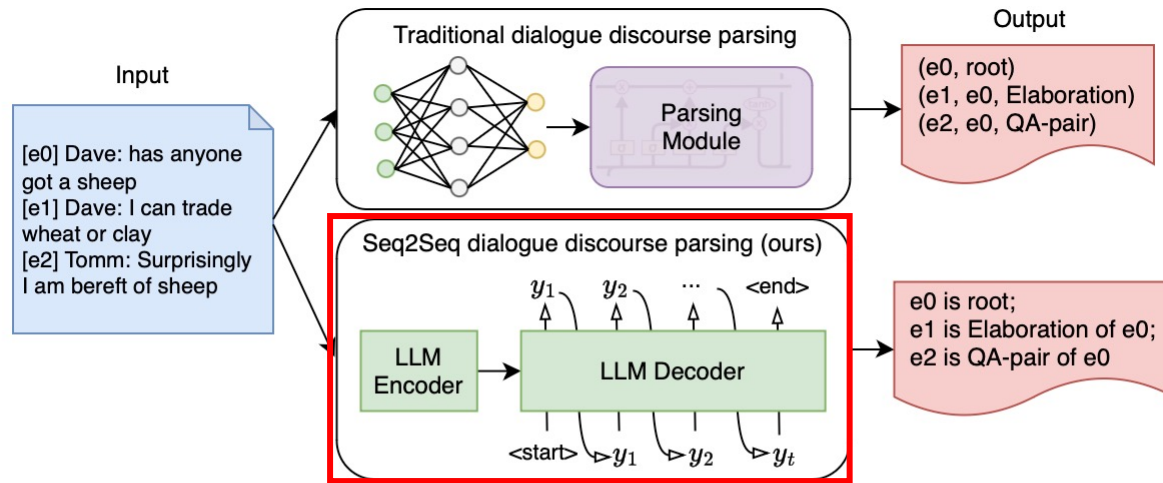 Input
[e0] Dave: has anyone
got a sheep
[e1] Dave: I can trade
wheat or clay
[e2] Tomm: Surprisingly
I am bereft of sheep
Traditional dialogue discourse parsing
Parsing
Module
Output
(e0, root)
(e1, e0, Elaboration)
(e2, e0, QA-pair)
Seq2Seq dialogue discourse parsing (ours)
y₁ y₂ ... <end>
LLM
Encoder
LLM Decoder
<start> y₁ y₂ yₜ
e0 is root;
e1 is Elaboration of e0;
e2 is QA-pair of e0